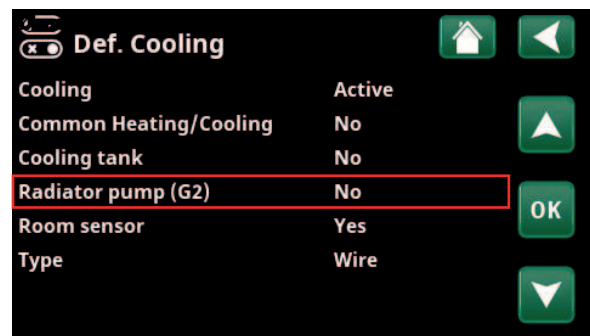 Def. Cooling
Cooling Active
Common Heating/Cooling No
Cooling tank No
Radiator pump (G2) No
OK
Room sensor Yes
Type Wire